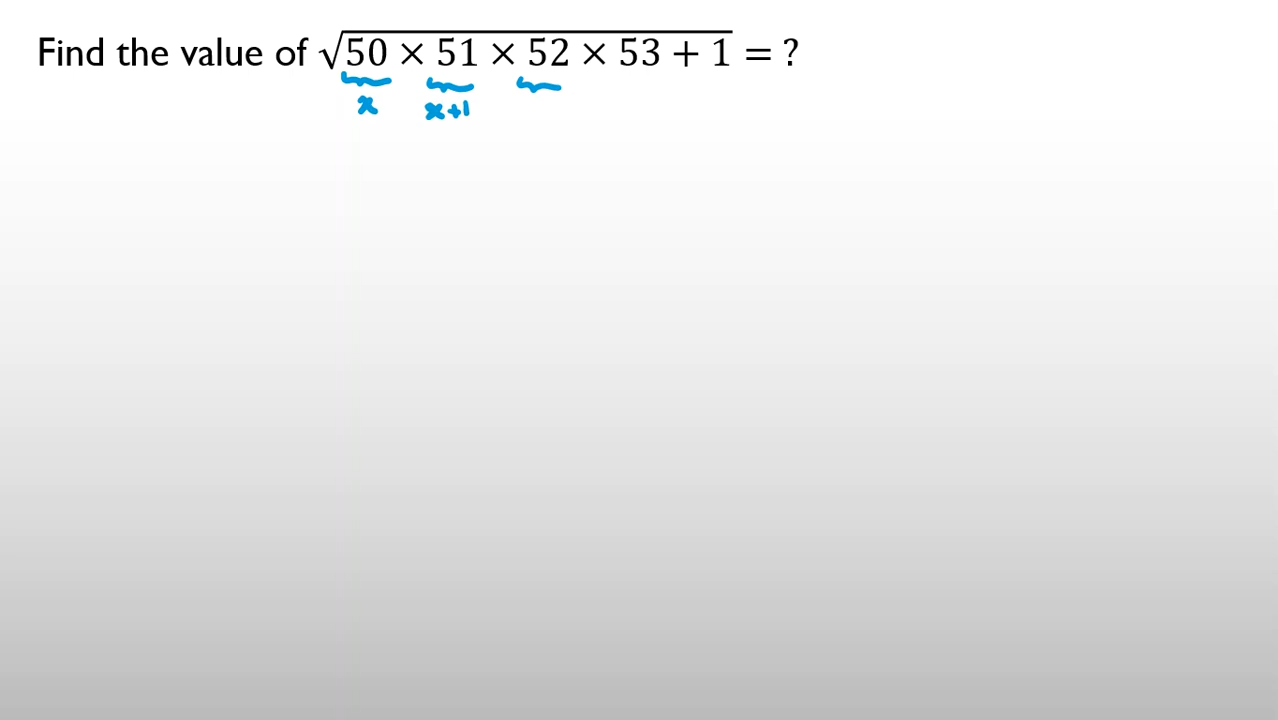 Find the value of √50 × 51 × 52 × 53 + 1 = ?
x x+1